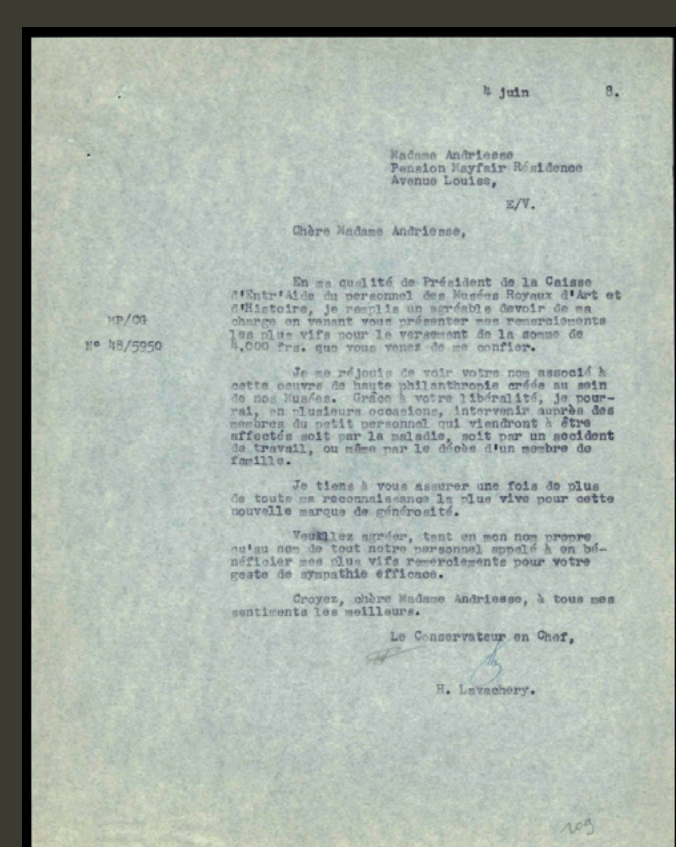 4 juin 8.
Madame Andriesse
Pension Mayfair Résidence
Avenue Louise,
E/V.
Chère Madame Andriesse,
En ma qualité de Président de la Caisse
d'Entr'Aide du personnel des Musées Royaux d'Art et
d'Histoire, je remplis un agréable devoir de ma
charge en venant vous présenter mes remerciements
les plus vifs pour le versement de la somme de
4.000 frs. que vous venez de me confier.
MP/CG
N° 48/5950
Je me réjouis de voir votre nom associé à
cette oeuvre de haute philanthropie créée au sein
de nos Musées. Grâce à votre libéralité, je pour-
rai, en plusieurs occasions, intervenir auprès des
membres du petit personnel qui viendront à être
affectés soit par la maladie, soit par un accident
de travail, ou même par le décès d'un membre de
famille.
Je tiens à vous assurer une fois de plus
de toute ma reconnaissance la plus vive pour cette
nouvelle marque de générosité.
Veuillez agréer, tant en mon nom propre
qu'au nom de tout notre personnel appelé à en bé-
néficier mes plus vifs remerciements pour votre
geste de sympathie efficace.
Croyez, chère Madame Andriesse, à tous mes
sentiments les meilleurs.
Le Conservateur en Chef,
H. Lavachery.
109